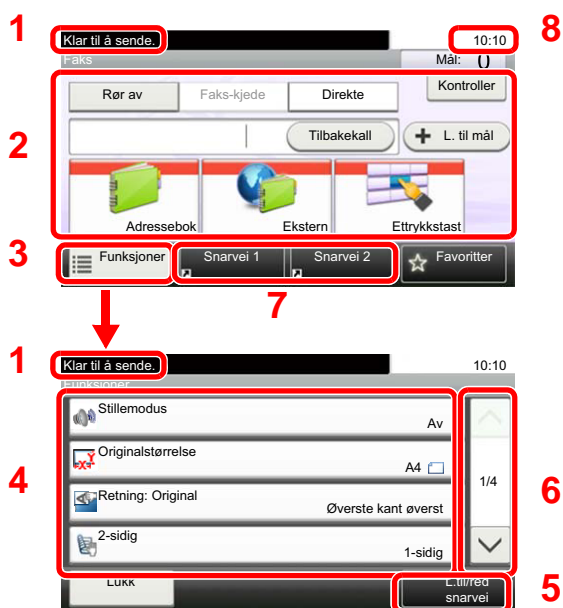 1
Klar til å sende.
10:10
8
Faks
Mål: 0
Rør av
Faks-kjede
Direkte
Kontroller
2
Tilbakekall
L. til mål
Adressebok
Ekstern
Ettrykkstast
3
Funksjoner
Snarvei 1
Snarvei 2
Favoritter
7
1
Klar til å sende.
10:10
Funksjoner
4
Stillemodus
Av
Originalstørrelse
A4
1/4
6
Retning: Original
Øverste kant øverst
2-sidig
1-sidig
Lukk
L.til/red
snarvei
5